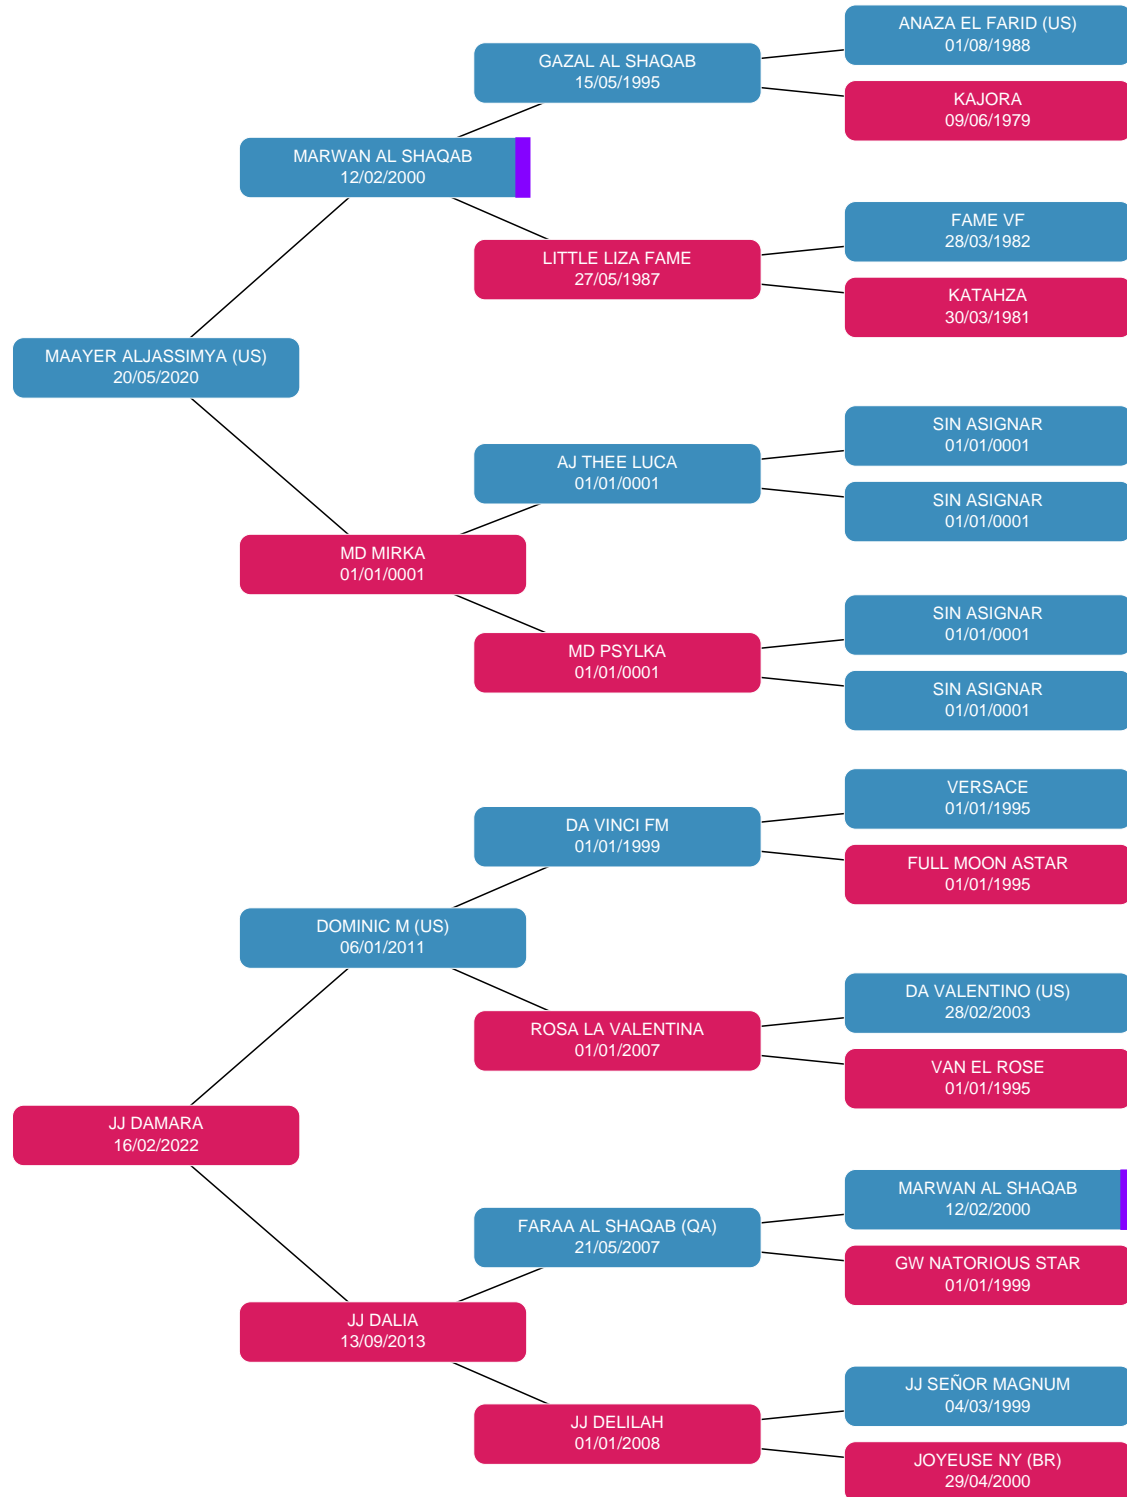 ANAZA EL FARID (US)
01/08/1988
GAZAL AL SHAQAB
15/05/1995
KAJORA
09/06/1979
MARWAN AL SHAQAB
12/02/2000
FAME VF
28/03/1982
LITTLE LIZA FAME
27/05/1987
KATAHZA
30/03/1981
MAAYER ALJASSIMYA (US)
20/05/2020
SIN ASIGNAR
01/01/0001
AJ THEE LUCA
01/01/0001
SIN ASIGNAR
01/01/0001
MD MIRKA
01/01/0001
SIN ASIGNAR
01/01/0001
MD PSYLKA
01/01/0001
SIN ASIGNAR
01/01/0001
VERSACE
01/01/1995
DA VINCI FM
01/01/1999
FULL MOON ASTAR
01/01/1995
DOMINIC M (US)
06/01/2011
DA VALENTINO (US)
28/02/2003
ROSA LA VALENTINA
01/01/2007
VAN EL ROSE
01/01/1995
JJ DAMARA
16/02/2022
MARWAN AL SHAQAB
12/02/2000
FARAA AL SHAQAB (QA)
21/05/2007
GW NATORIOUS STAR
01/01/1999
JJ DALIA
13/09/2013
JJ SEÑOR MAGNUM
04/03/1999
JJ DELILAH
01/01/2008
JOYEUSE NY (BR)
29/04/2000